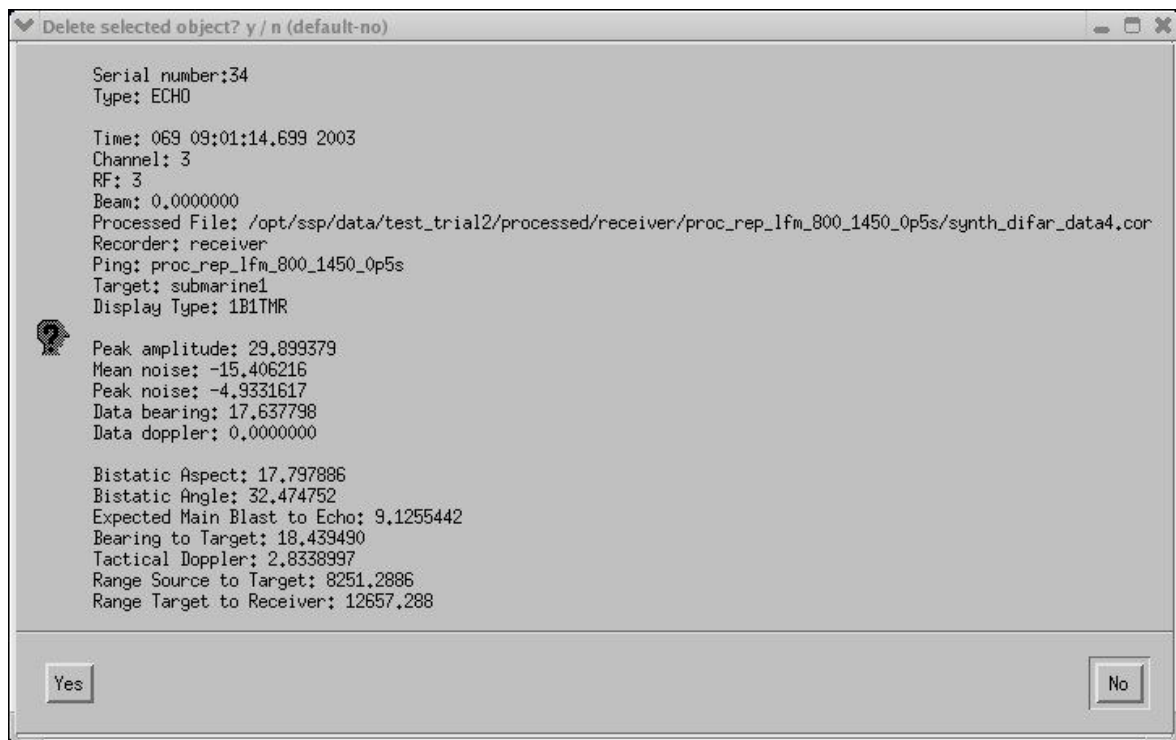 Delete selected object? y / n (default-no)
Serial number:34
Type: ECHO
Time: 069 09:01:14.699 2003
Channel: 3
RF: 3
Beam: 0.0000000
Processed File: /opt/ssp/data/test_trial2/processed/receiver/proc_rep_lfm_800_1450_0p5s/synth_difar_data4.cor
Recorder: receiver
Ping: proc_rep_lfm_800_1450_0p5s
Target: submarine1
Display Type: 1B1TMR
Peak amplitude: 29.899379
Mean noise: -15.406216
Peak noise: -4.9331617
Data bearing: 17.637798
Data doppler: 0.0000000
Bistatic Aspect: 17.797886
Bistatic Angle: 32.474752
Expected Main Blast to Echo: 9.1255442
Bearing to Target: 18.439490
Tactical Doppler: 2.8338997
Range Source to Target: 8251.2886
Range Target to Receiver: 12657.288
Yes
No